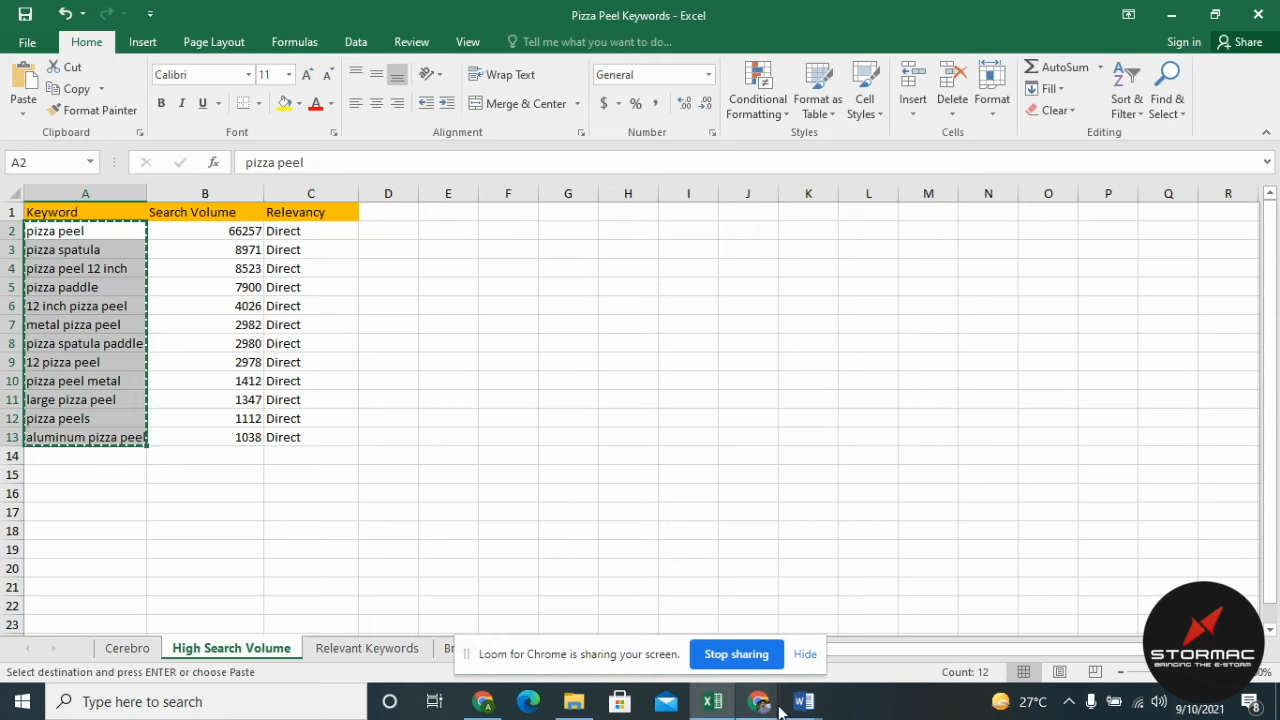 Pizza Peel Keywords - Excel
File Home Insert Page Layout Formulas Data Review View Tell me what you want to do... Sign in Share
Paste
Cut
Copy
Format Painter
Clipboard
Calibri 11
B I U
Font
Wrap Text
Merge & Center
Alignment
General
$ % ,
Number
Conditional Formatting
Format as Table
Cell Styles
Styles
Insert Delete Format
Cells
AutoSum
Fill
Clear
Sort & Filter
Find & Select
Editing
A2 fx pizza peel
A B C D E F G H I J K L M N O P Q R
1 Keyword Search Volume Relevancy
2 pizza peel 66257 Direct
3 pizza spatula 8971 Direct
4 pizza peel 12 inch 8523 Direct
5 pizza paddle 7900 Direct
6 12 inch pizza peel 4026 Direct
7 metal pizza peel 2982 Direct
8 pizza spatula paddle 2980 Direct
9 12 pizza peel 2978 Direct
10 pizza peel metal 1412 Direct
11 large pizza peel 1347 Direct
12 pizza peels 1112 Direct
13 aluminum pizza peel 1038 Direct
14
15
16
17
18
19
20
21
22
23
Cerebro High Search Volume Relevant Keywords
Loom for Chrome is sharing your screen. Stop sharing Hide
Select destination and press ENTER or choose Paste Count: 12
STORMAC
BRINGING THE E-STORM
Type here to search 27°C 9/10/2021 8